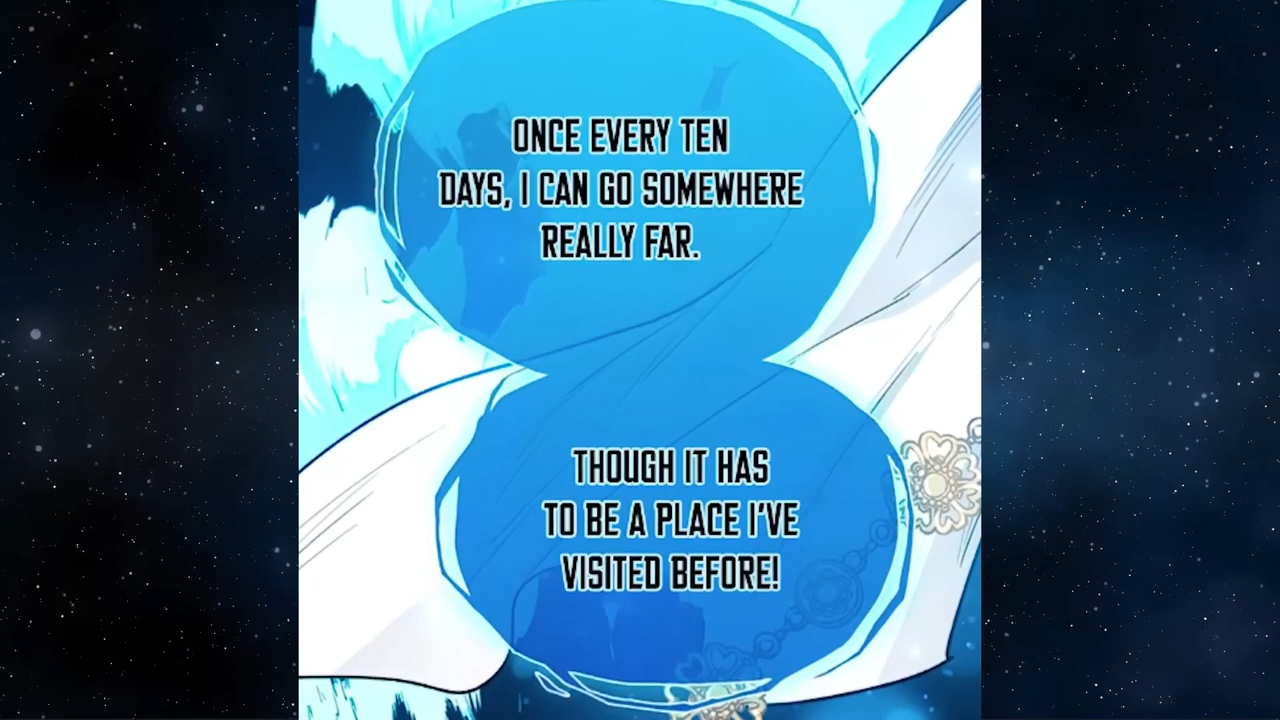 ONCE EVERY TEN
DAYS, I CAN GO SOMEWHERE
REALLY FAR.
THOUGH IT HAS
TO BE A PLACE I'VE
VISITED BEFORE!